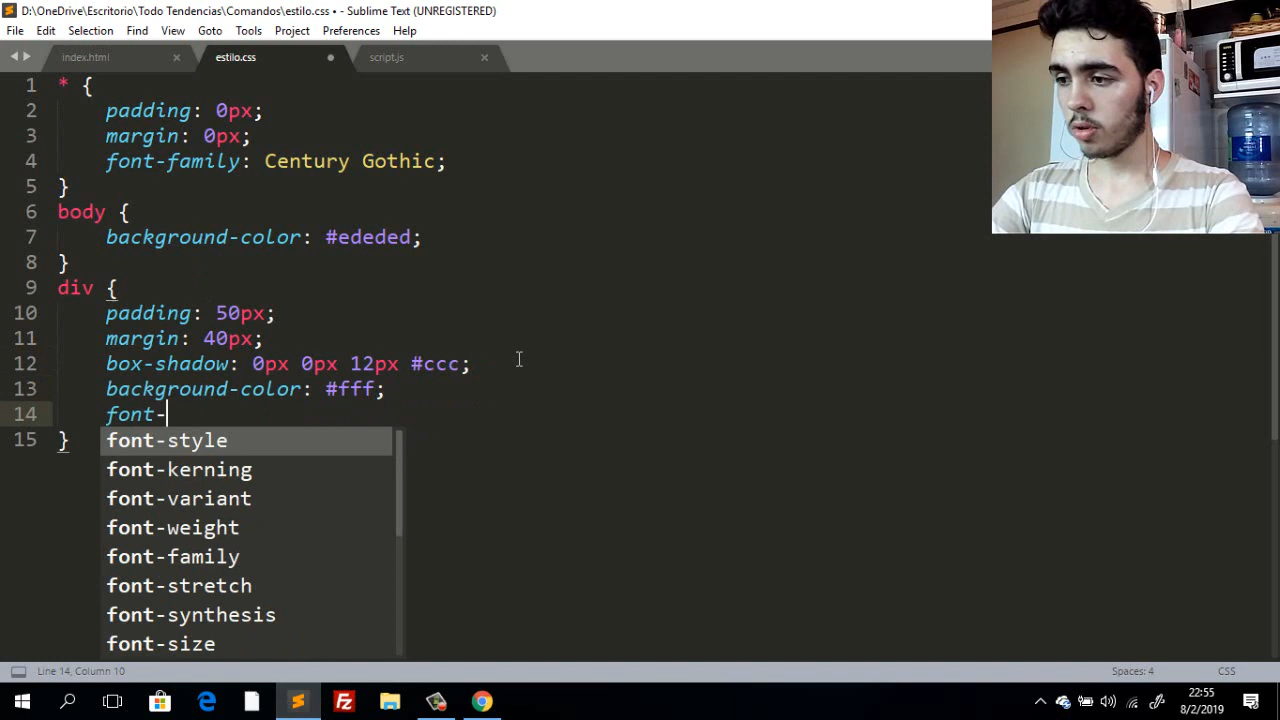 D:\OneDrive\Escritorio\Todo Tendencias\Comandos\estilo.css • - Sublime Text (UNREGISTERED)
File Edit Selection Find View Goto Tools Project Preferences Help
index.html × estilo.css script.js ×
1 * {
2 padding: 0px;
3 margin: 0px;
4 font-family: Century Gothic;
5 }
6 body {
7 background-color: #ededed;
8 }
9 div {
10 padding: 50px;
11 margin: 40px;
12 box-shadow: 0px 0px 12px #ccc;
13 background-color: #fff;
14 font-
15 }
font-style
font-kerning
font-variant
font-weight
font-family
font-stretch
font-synthesis
font-size
Line 14, Column 10 Spaces: 4 CSS
22:55
8/2/2019